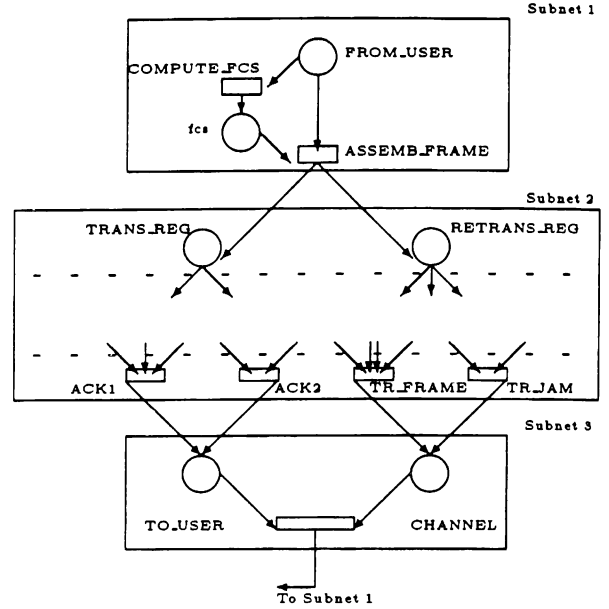 Subnet 1
FROM_USER
COMPUTE_FCS
fcs
ASSEMB_FRAME
Subnet 2
TRANS_REG
RETRANS_REG
ACK1
ACK2
TR_FRAME
TR_JAM
Subnet 3
TO_USER
CHANNEL
To Subnet 1